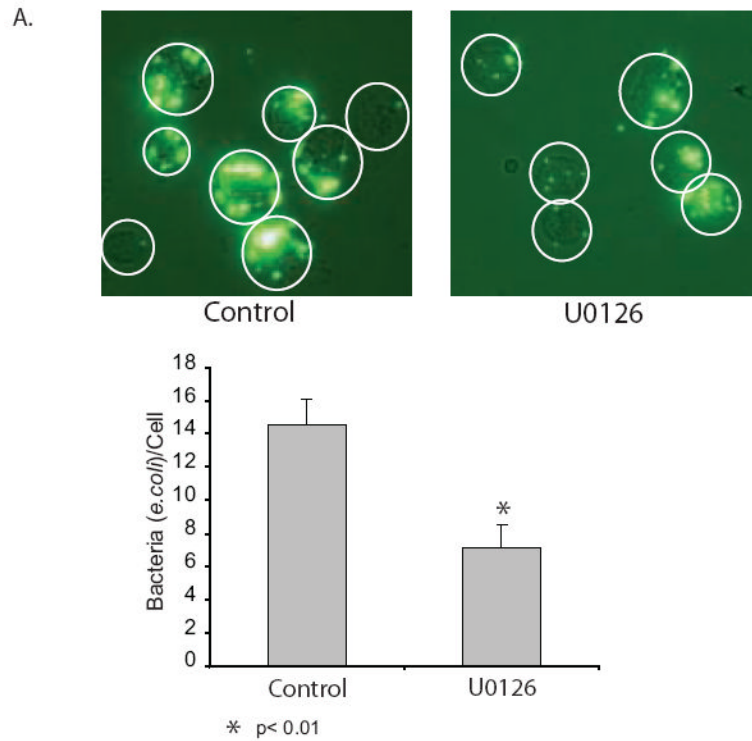 A.
Control U0126
18
16
14
12
10
8
6
4
2
0
Bacteria (e.coli)/Cell
*
Control U0126
* p< 0.01